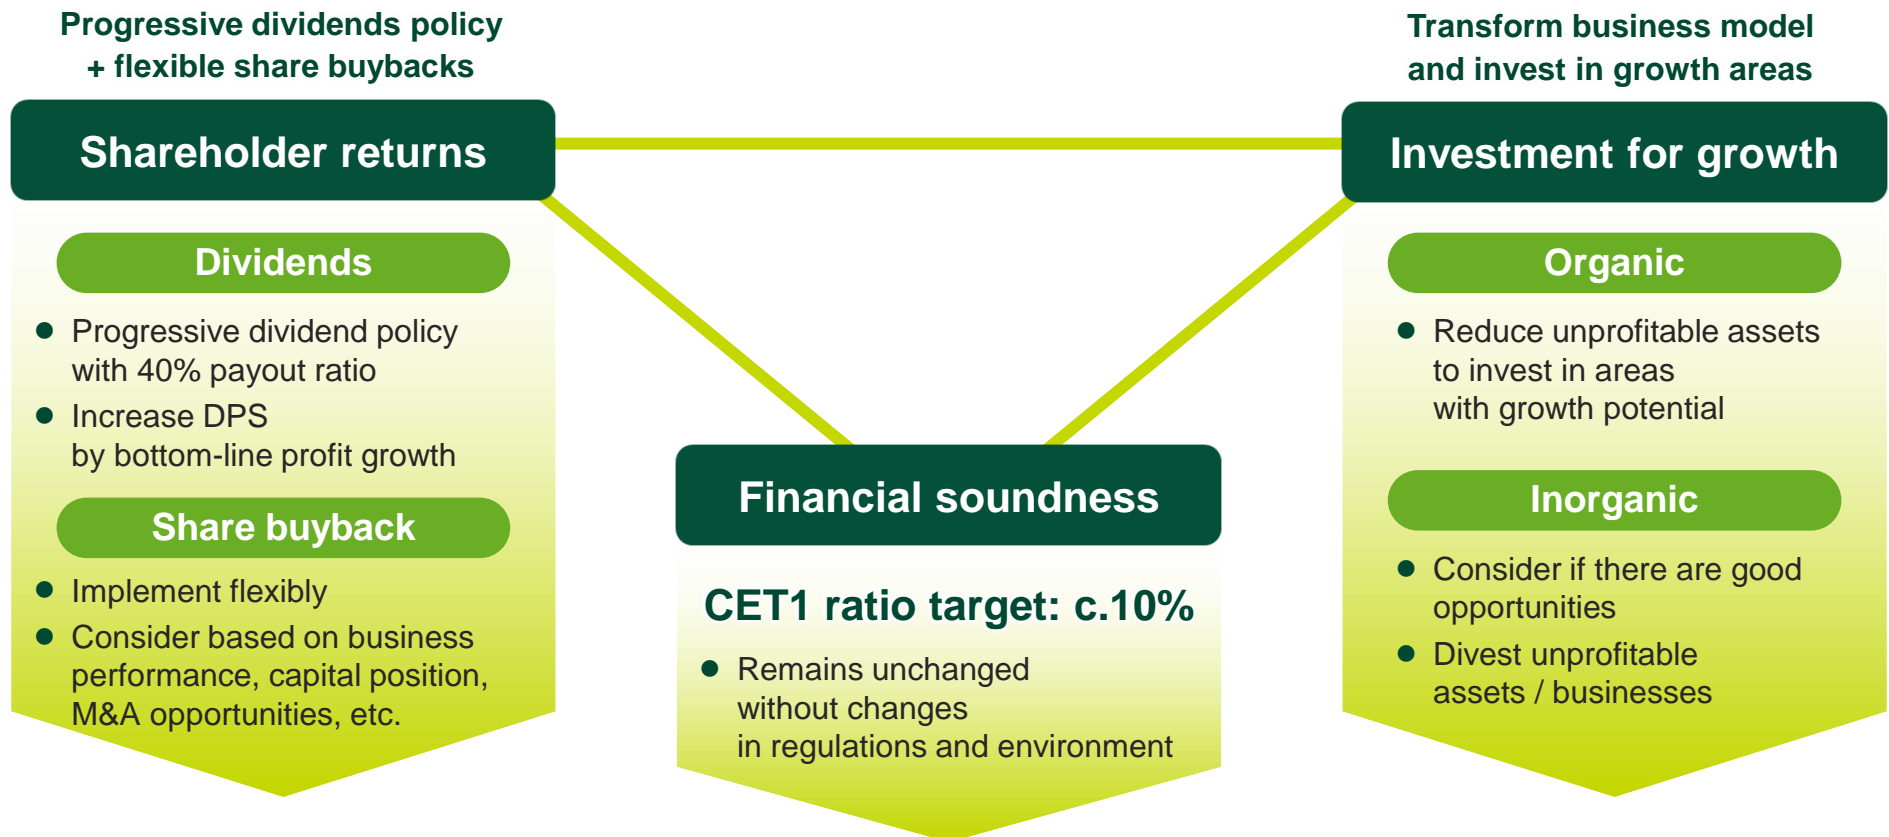 Progressive dividends policy
+ flexible share buybacks
Shareholder returns
Dividends
● Progressive dividend policy
with 40% payout ratio
● Increase DPS
by bottom-line profit growth
Share buyback
● Implement flexibly
● Consider based on business
performance, capital position,
M&A opportunities, etc.
Financial soundness
CET1 ratio target: c.10%
● Remains unchanged
without changes
in regulations and environment
Transform business model
and invest in growth areas
Investment for growth
Organic
● Reduce unprofitable assets
to invest in areas
with growth potential
Inorganic
● Consider if there are good
opportunities
● Divest unprofitable
assets / businesses